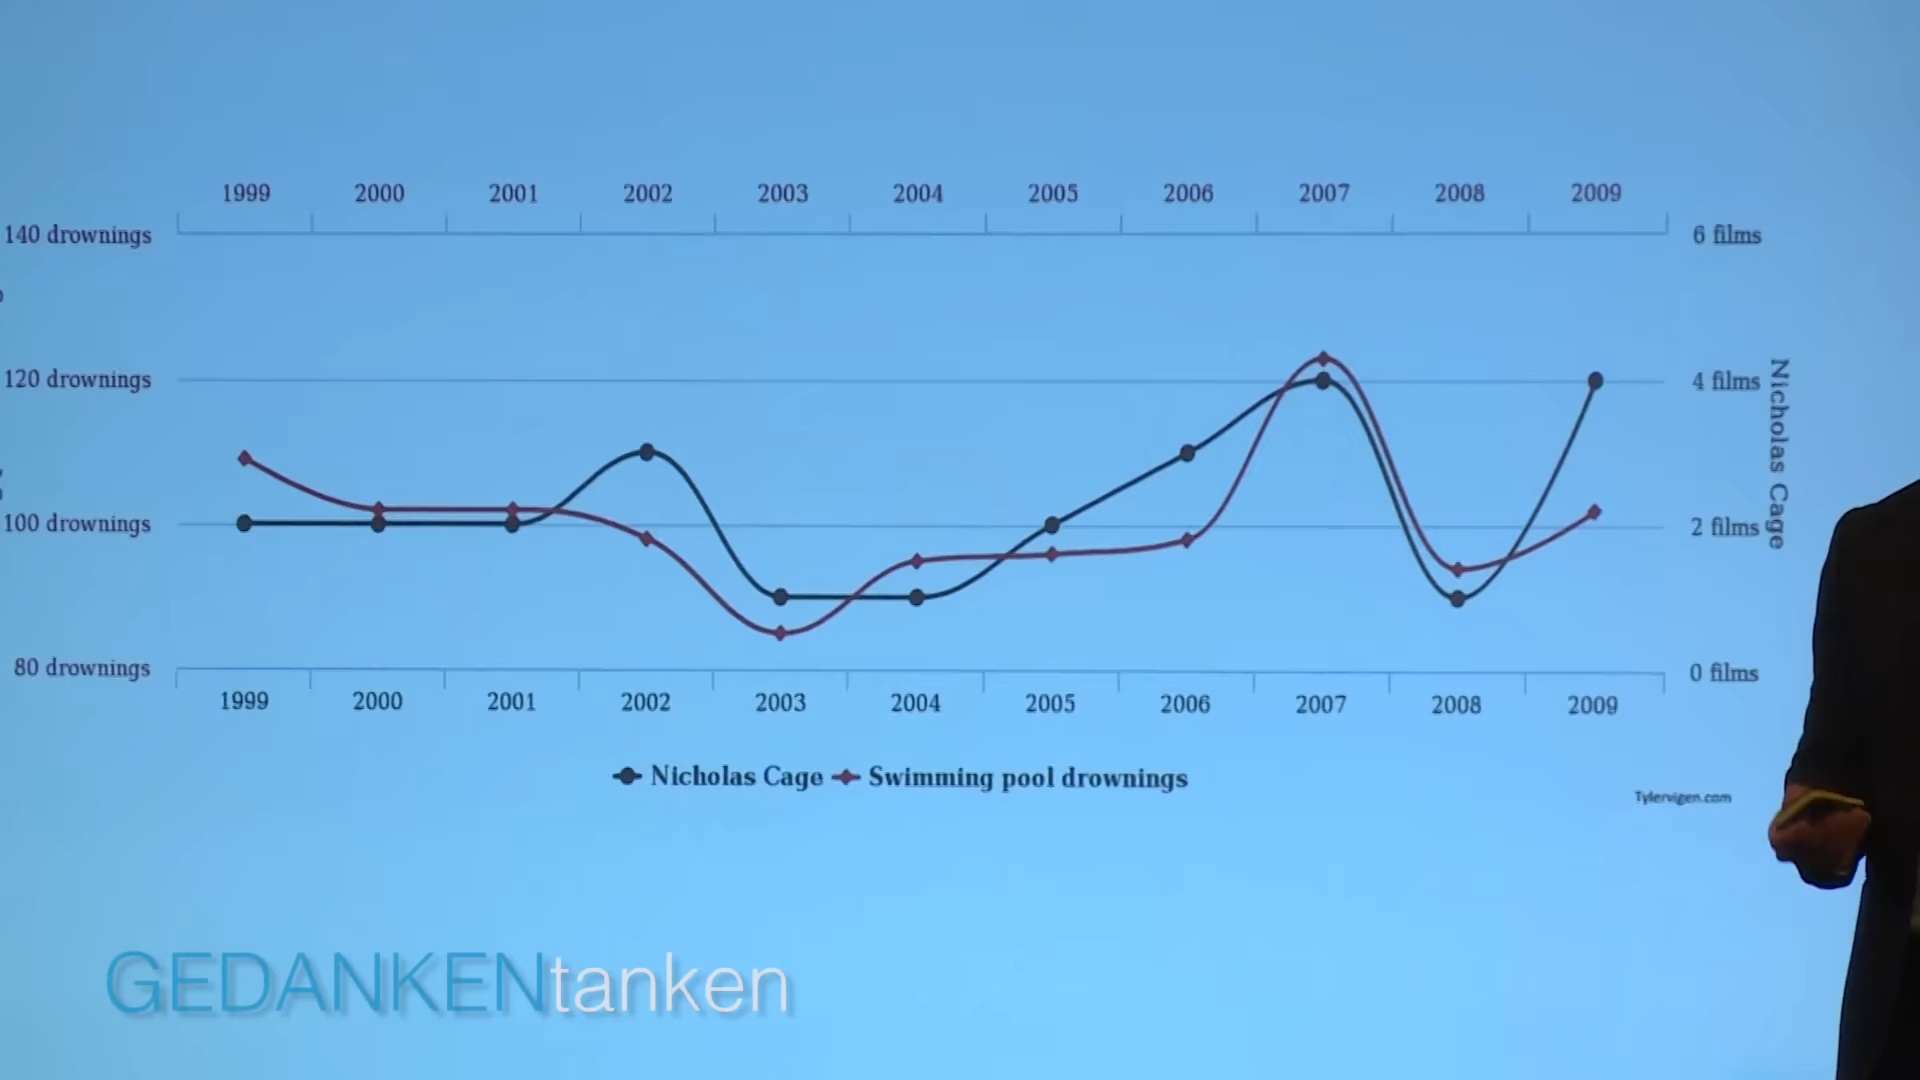 1999 2000 2001 2002 2003 2004 2005 2006 2007 2008 2009
140 drownings
6 films
120 drownings
4 films
100 drownings
2 films
80 drownings
0 films
Nicholas Cage
1999 2000 2001 2002 2003 2004 2005 2006 2007 2008 2009
Nicholas Cage Swimming pool drownings
Tylervigen.com
GEDANKENtanken